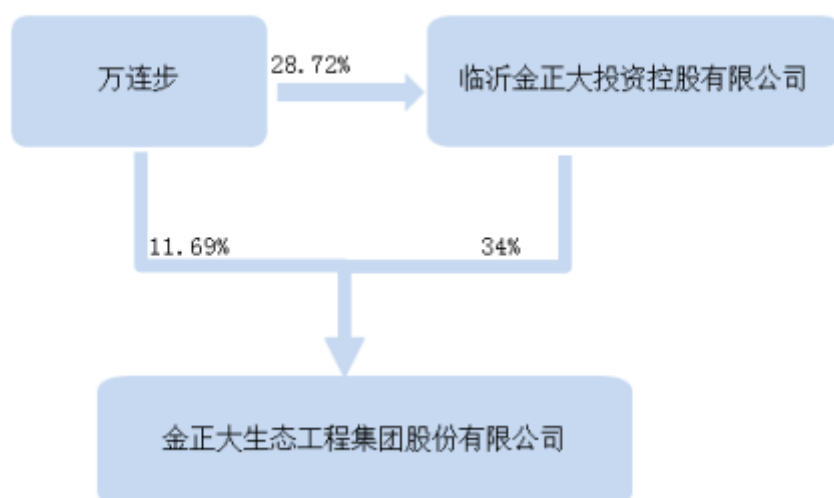 万连步
28.72%
临沂金正大投资控股有限公司
11.69%
34%
金正大生态工程集团股份有限公司